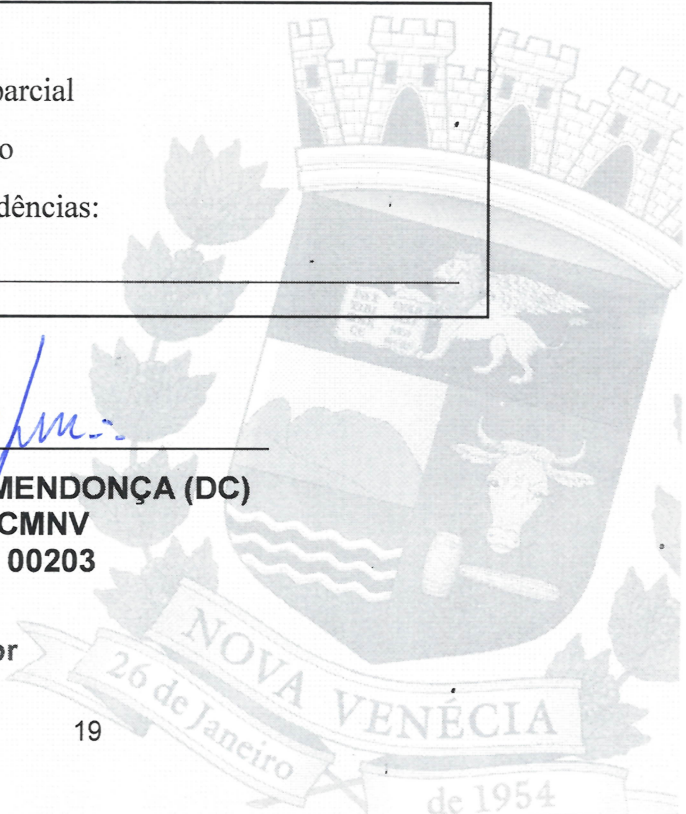 parcial
o
dências:
MENDONÇA (DC)
CMNV
00203
or
19
NOVA VENÉCIA
26 de Janeiro
de 1954